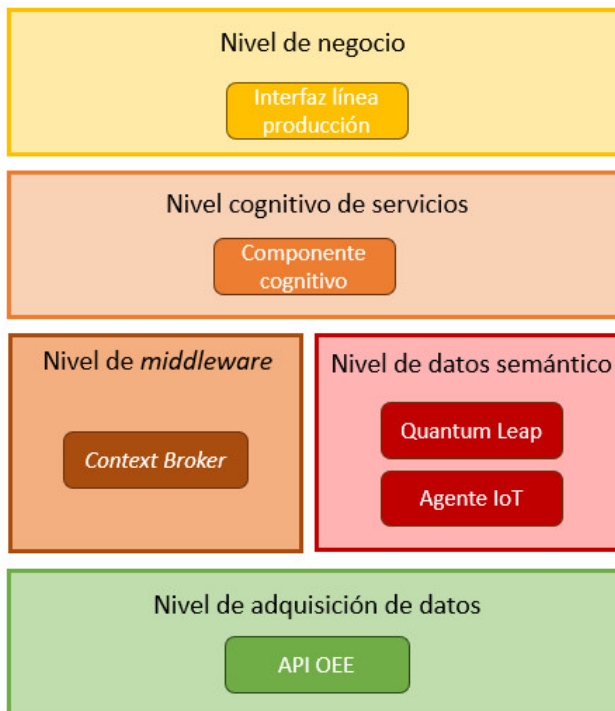 Nivel de negocio
Interfaz línea
producción
Nivel cognitivo de servicios
Componente
cognitivo
Nivel de middleware
Context Broker
Nivel de datos semántico
Quantum Leap
Agente IoT
Nivel de adquisición de datos
API OEE